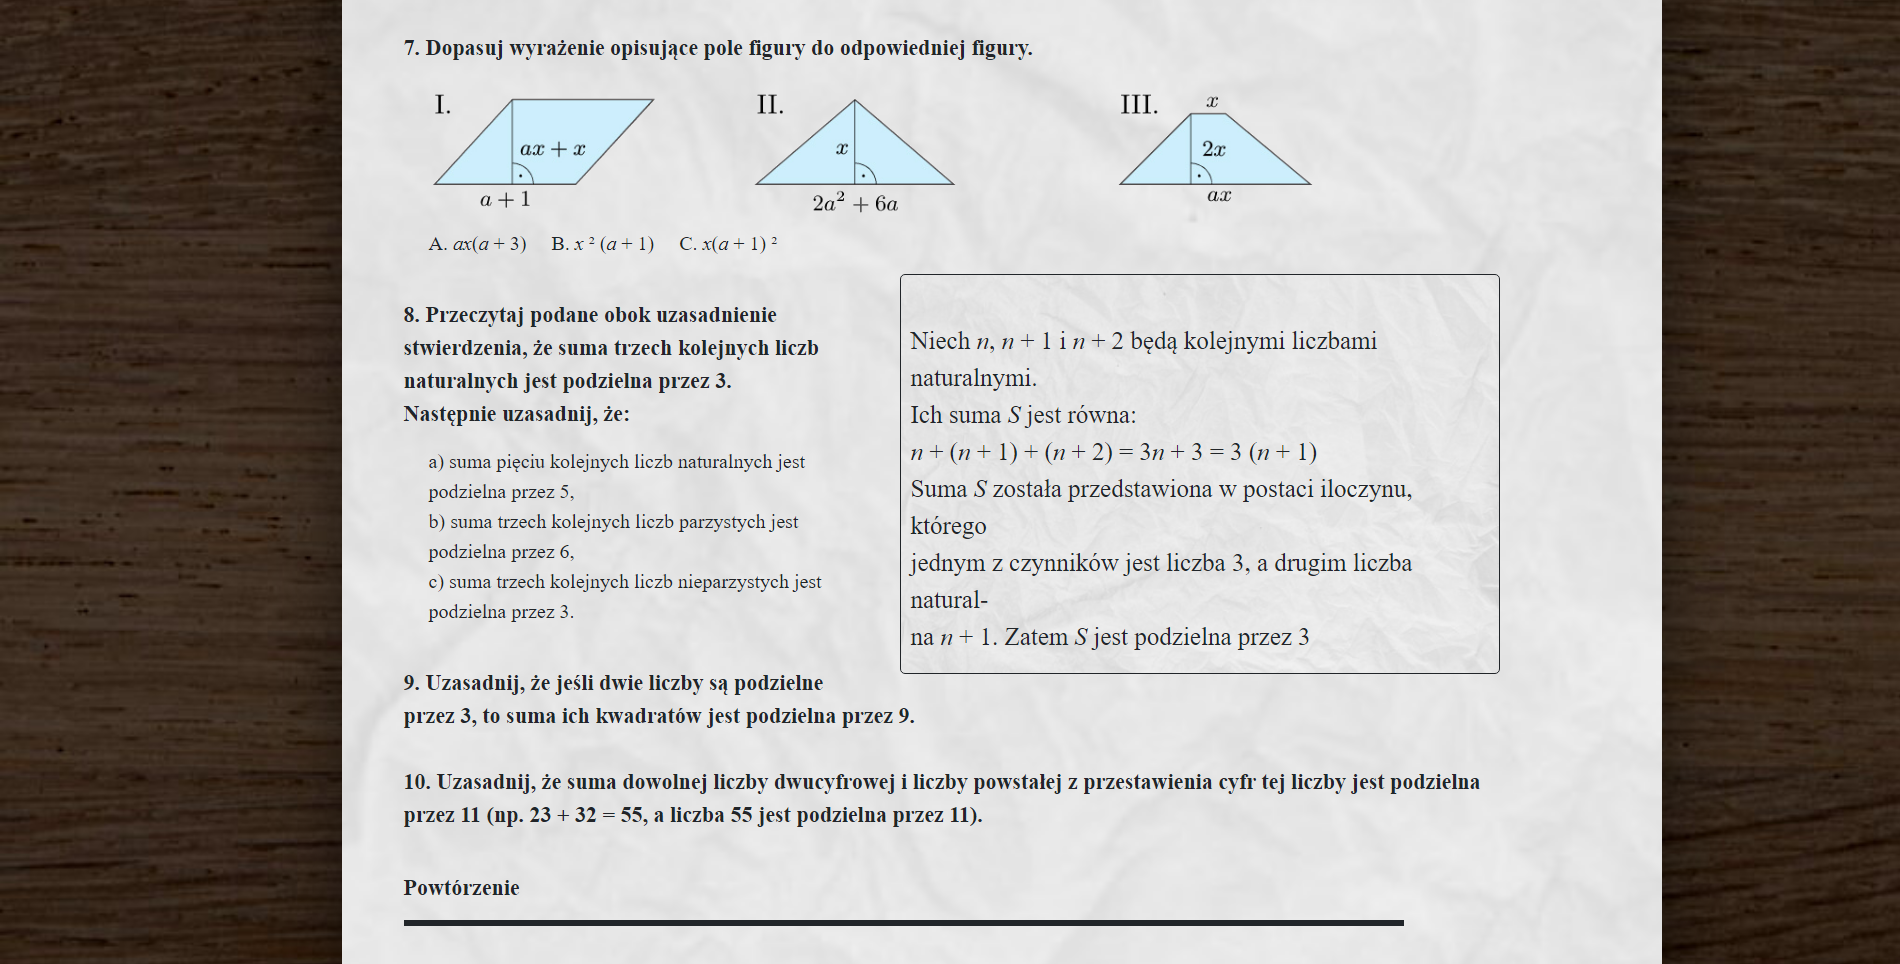 7. Dopasuj wyrażenie opisujące pole figury do odpowiedniej figury.
I.
ax + x
a + 1
II.
x
2a² + 6a
III.
x
2x
ax
A. ax(a + 3) B. x ² (a + 1) C. x(a + 1) ²
8. Przeczytaj podane obok uzasadnienie
stwierdzenia, że suma trzech kolejnych liczb
naturalnych jest podzielna przez 3.
Następnie uzasadnij, że:
a) suma pięciu kolejnych liczb naturalnych jest
podzielna przez 5,
b) suma trzech kolejnych liczb parzystych jest
podzielna przez 6,
c) suma trzech kolejnych liczb nieparzystych jest
podzielna przez 3.
Niech n, n + 1 i n + 2 będą kolejnymi liczbami
naturalnymi.
Ich suma S jest równa:
n + (n + 1) + (n + 2) = 3n + 3 = 3 (n + 1)
Suma S została przedstawiona w postaci iloczynu,
którego
jednym z czynników jest liczba 3, a drugim liczba
natural-
na n + 1. Zatem S jest podzielna przez 3
9. Uzasadnij, że jeśli dwie liczby są podzielne
przez 3, to suma ich kwadratów jest podzielna przez 9.
10. Uzasadnij, że suma dowolnej liczby dwucyfrowej i liczby powstałej z przestawienia cyfr tej liczby jest podzielna
przez 11 (np. 23 + 32 = 55, a liczba 55 jest podzielna przez 11).
Powtórzenie